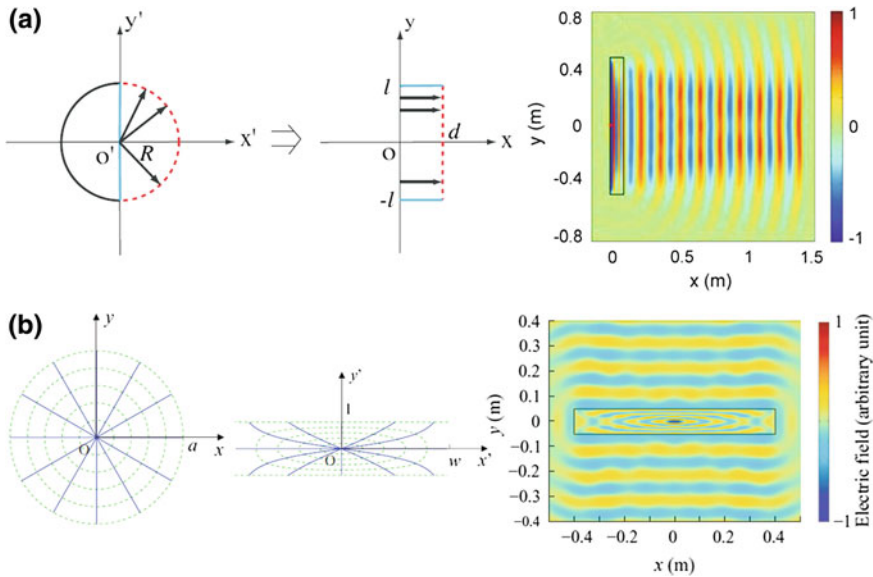 (a)
y'
x'
o'
R
y
l
x
o
d
-l
y (m)
0.8
0.4
0
-0.4
-0.8
0
0.5
1
1.5
x (m)
1
0
-1
(b)
y
O
a
x
y'
l
O
w
x'
y (m)
0.4
0.3
0.2
0.1
0
−0.1
−0.2
−0.3
−0.4
−0.4
−0.2
0
0.2
0.4
x (m)
1
−1
Electric field (arbitrary unit)